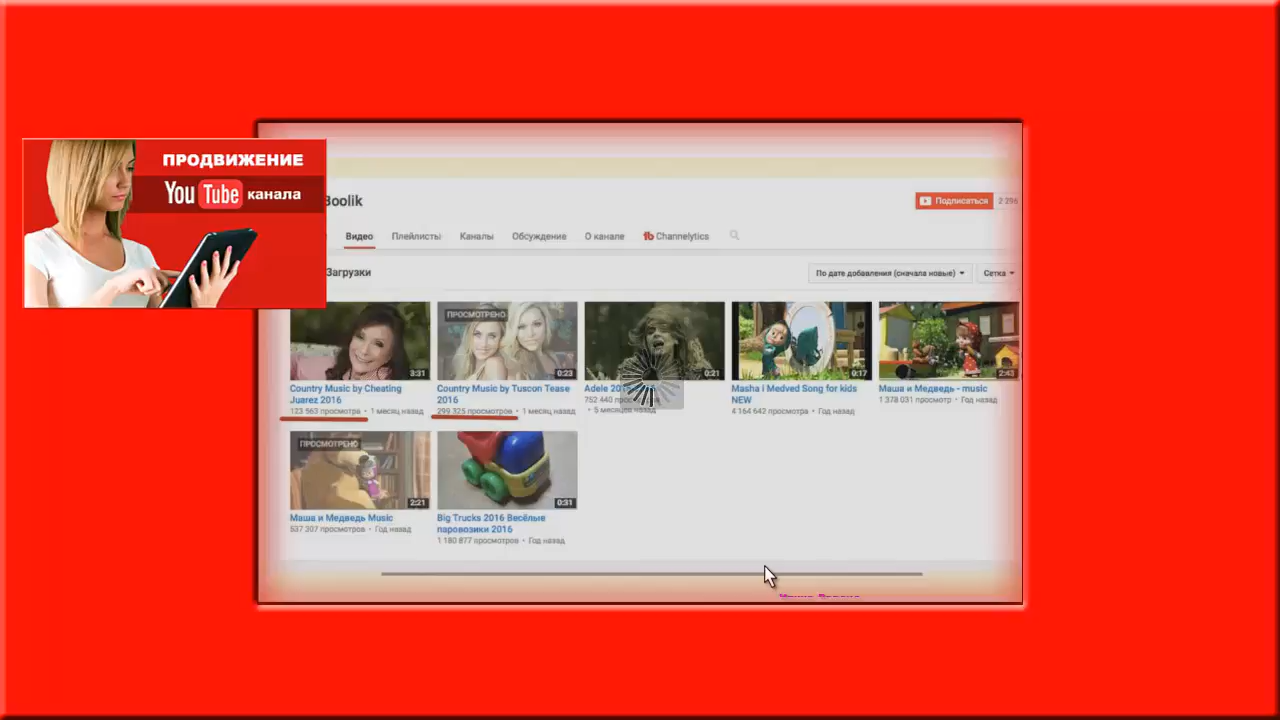 ПРОДВИЖЕНИЕ
YouTube канала
Boolik
Подписаться 2 296
Видео Плейлисты Каналы Обсуждение О канале Channelytics
Загрузки
По дате добавления (сначала новые) Сетка
3:31
ПРОСМОТРЕНО
0:23
0:21
0:17
2:43
Country Music by Cheating
Juarez 2016
123 563 просмотра • 1 месяц назад
Country Music by Tuscon Tease
2016
299 325 просмотров • 1 месяц назад
Adele
752 440
• 5 месяцев назад
Masha i Medved Song for kids
NEW
4 164 642 просмотра • Год назад
Маша и Медведь - music
1 378 031 просмотр • Год назад
ПРОСМОТРЕНО
2:21
0:31
Маша и Медведь Music
537 307 просмотров • Год назад
Big Trucks 2016 Весёлые
паровозики 2016
1 180 877 просмотров • Год назад